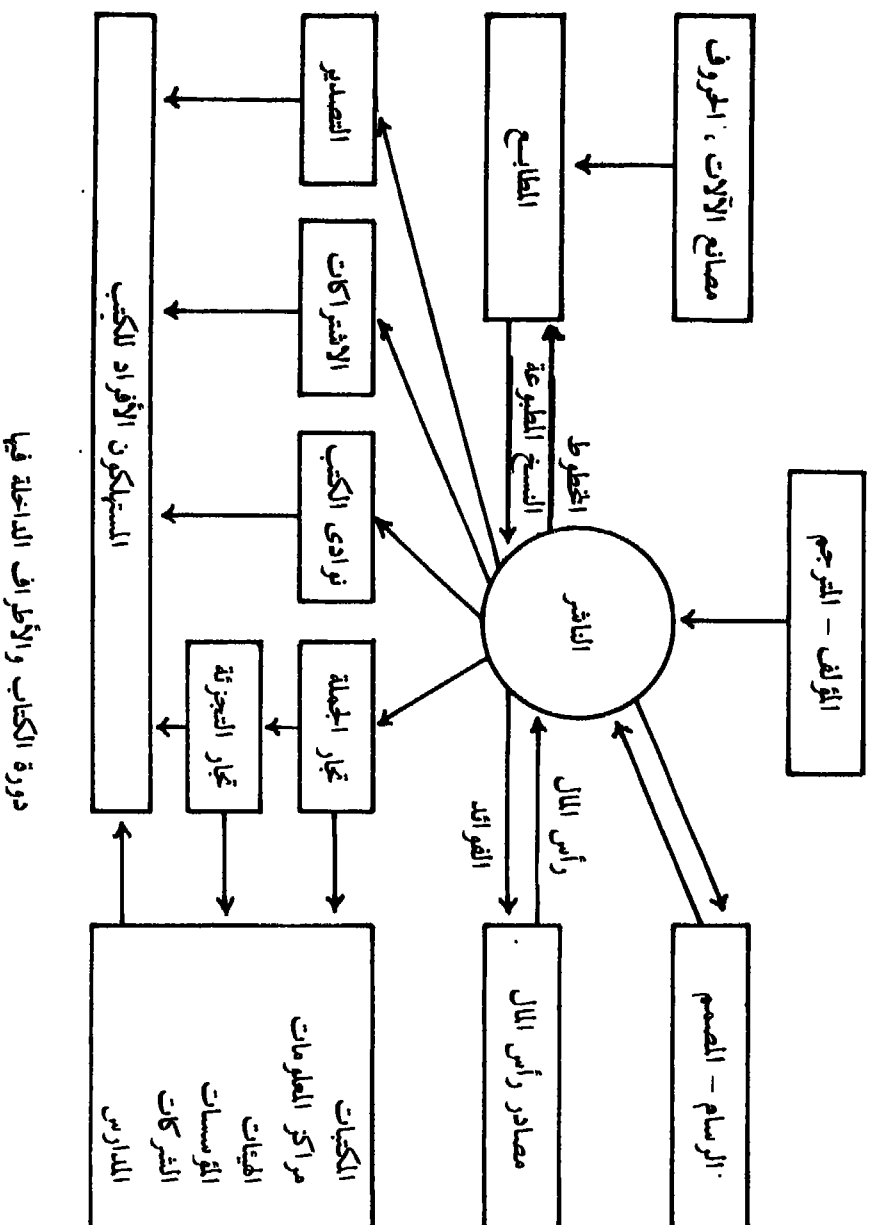 المؤلف – المترجم
مصانع الآلات ، الحروف
الرسام – المصمم
الناشر
المطابع
المخطوط
النسخ المطبوعة
رأس المال
الفوائد
مصادر رأس المال
التصدير
الاشتراكات
نوادى الكتب
تجار الجملة
تجار التجزئة
المكتبات
مراكز المعلومات
الهيئات
المؤسسات
الشركات
المدارس
المستهلكون الأفراد للكتب
دورة الكتاب والأطراف الداخلة فيها